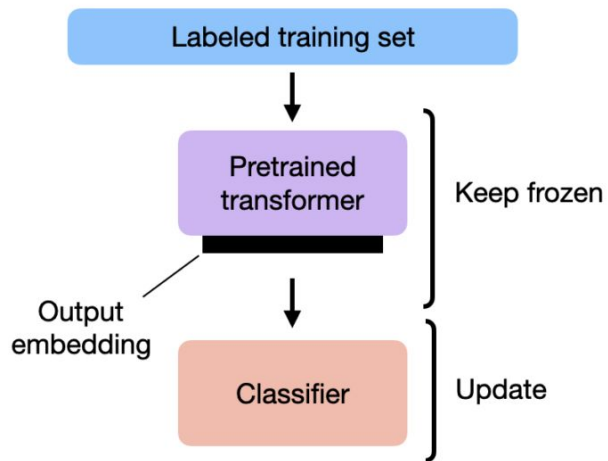 Labeled training set
Pretrained
transformer
Keep frozen
Output
embedding
Classifier
Update